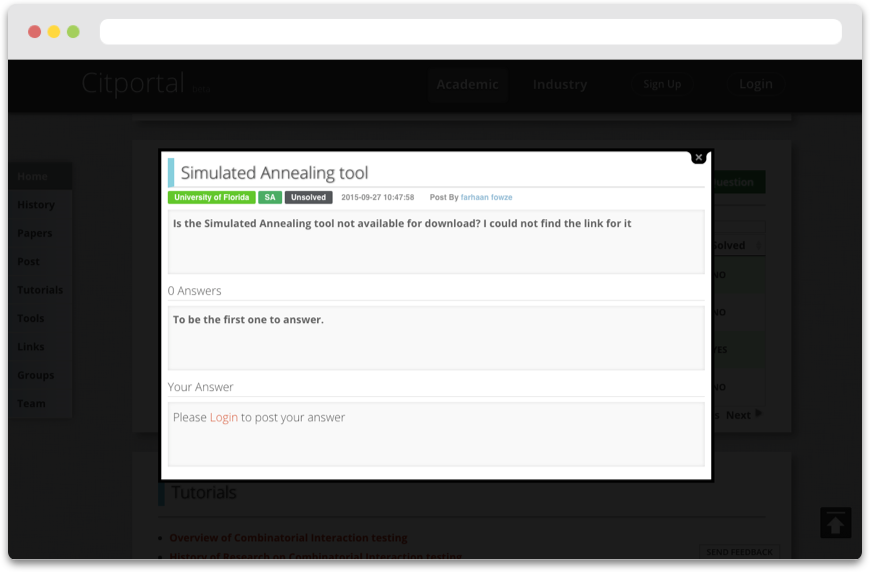 Citportal
Academic Industry Sign Up Login
Home
History
Papers
Post
Tutorials
Tools
Links
Groups
Team
Simulated Annealing tool
University of Florida SA Unsolved 2015-09-27 10:47:58 Post By farhaan fowze
Is the Simulated Annealing tool not available for download? I could not find the link for it
0 Answers
To be the first one to answer.
Your Answer
Please Login to post your answer
uestion
Solved
NO
NO
YES
NO
s Next
Tutorials
Overview of Combinatorial Interaction testing
History of Research on Combinatorial Interaction testing
SEND FEEDBACK